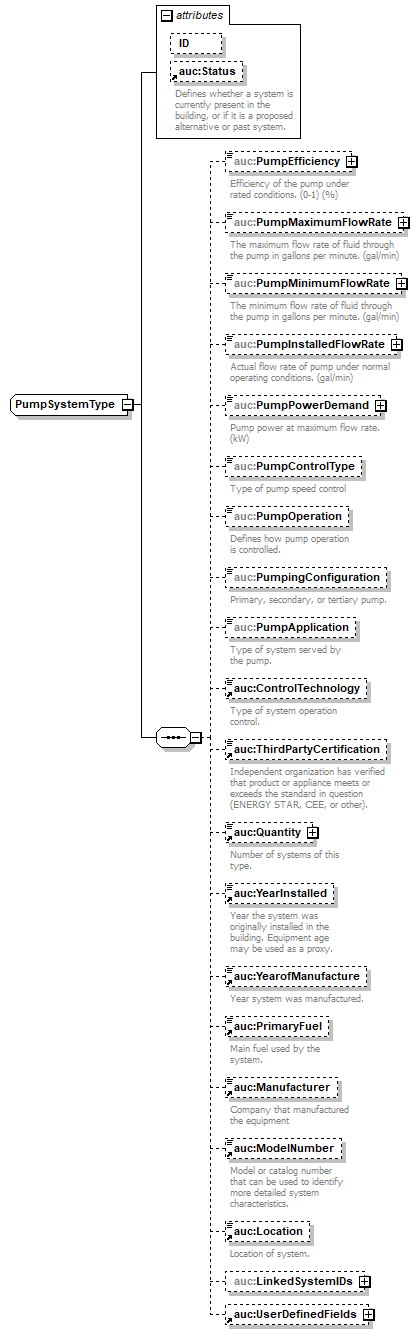 attributes
ID
auc:Status
Defines whether a system is
currently present in the
building, or if it is a proposed
alternative or past system.
auc:PumpEfficiency
Efficiency of the pump under
rated conditions. (0-1) (%)
auc:PumpMaximumFlowRate
The maximum flow rate of fluid through
the pump in gallons per minute. (gal/min)
auc:PumpMinimumFlowRate
The minimum flow rate of fluid through
the pump in gallons per minute. (gal/min)
auc:PumpInstalledFlowRate
Actual flow rate of pump under normal
operating conditions. (gal/min)
PumpSystemType
auc:PumpPowerDemand
Pump power at maximum flow rate.
(kW)
auc:PumpControlType
Type of pump speed control
auc:PumpOperation
Defines how pump operation
is controlled.
auc:PumpingConfiguration
Primary, secondary, or tertiary pump.
auc:PumpApplication
Type of system served by
the pump.
auc:ControlTechnology
Type of system operation
control.
auc:ThirdPartyCertification
Independent organization has verified
that product or appliance meets or
exceeds the standard in question
(ENERGY STAR, CEE, or other).
auc:Quantity
Number of systems of this
type.
auc:YearInstalled
Year the system was
originally installed in the
building. Equipment age
may be used as a proxy.
auc:YearofManufacture
Year system was manufactured.
auc:PrimaryFuel
Main fuel used by the
system.
auc:Manufacturer
Company that manufactured
the equipment
auc:ModelNumber
Model or catalog number
that can be used to identify
more detailed system
characteristics.
auc:Location
Location of system.
auc:LinkedSystemIDs
auc:UserDefinedFields